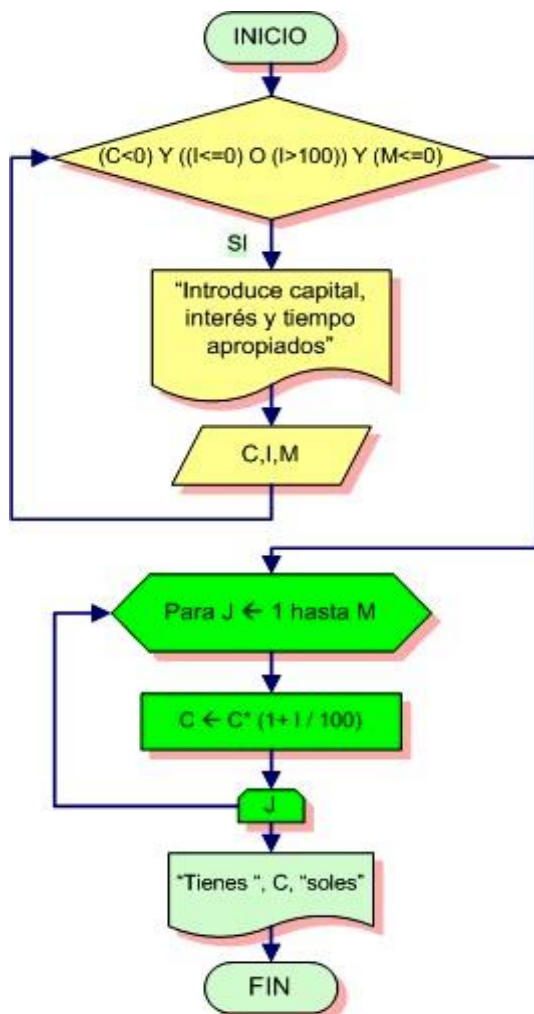 INICIO
(C<0) Y ((I<=0) O (I>100)) Y (M<=0)
SI
“Introduce capital,
interés y tiempo
apropiados”
C,I,M
Para J ← 1 hasta M
C ← C* (1+ I / 100)
J
“Tienes “, C, “soles”
FIN